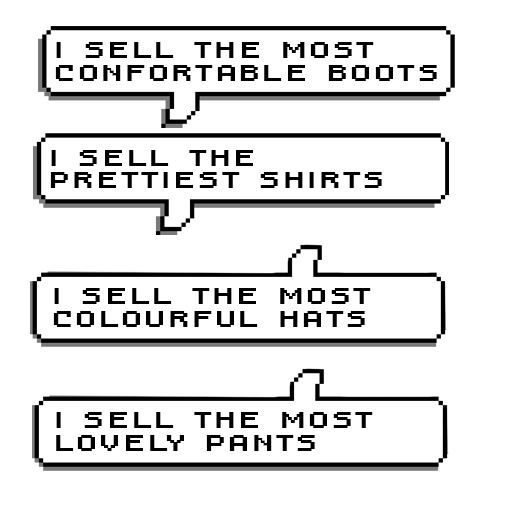 I SELL THE MOST
CONFORTABLE BOOTS
I SELL THE
PRETTIEST SHIRTS
I SELL THE MOST
COLOURFUL HATS
I SELL THE MOST
LOVELY PANTS